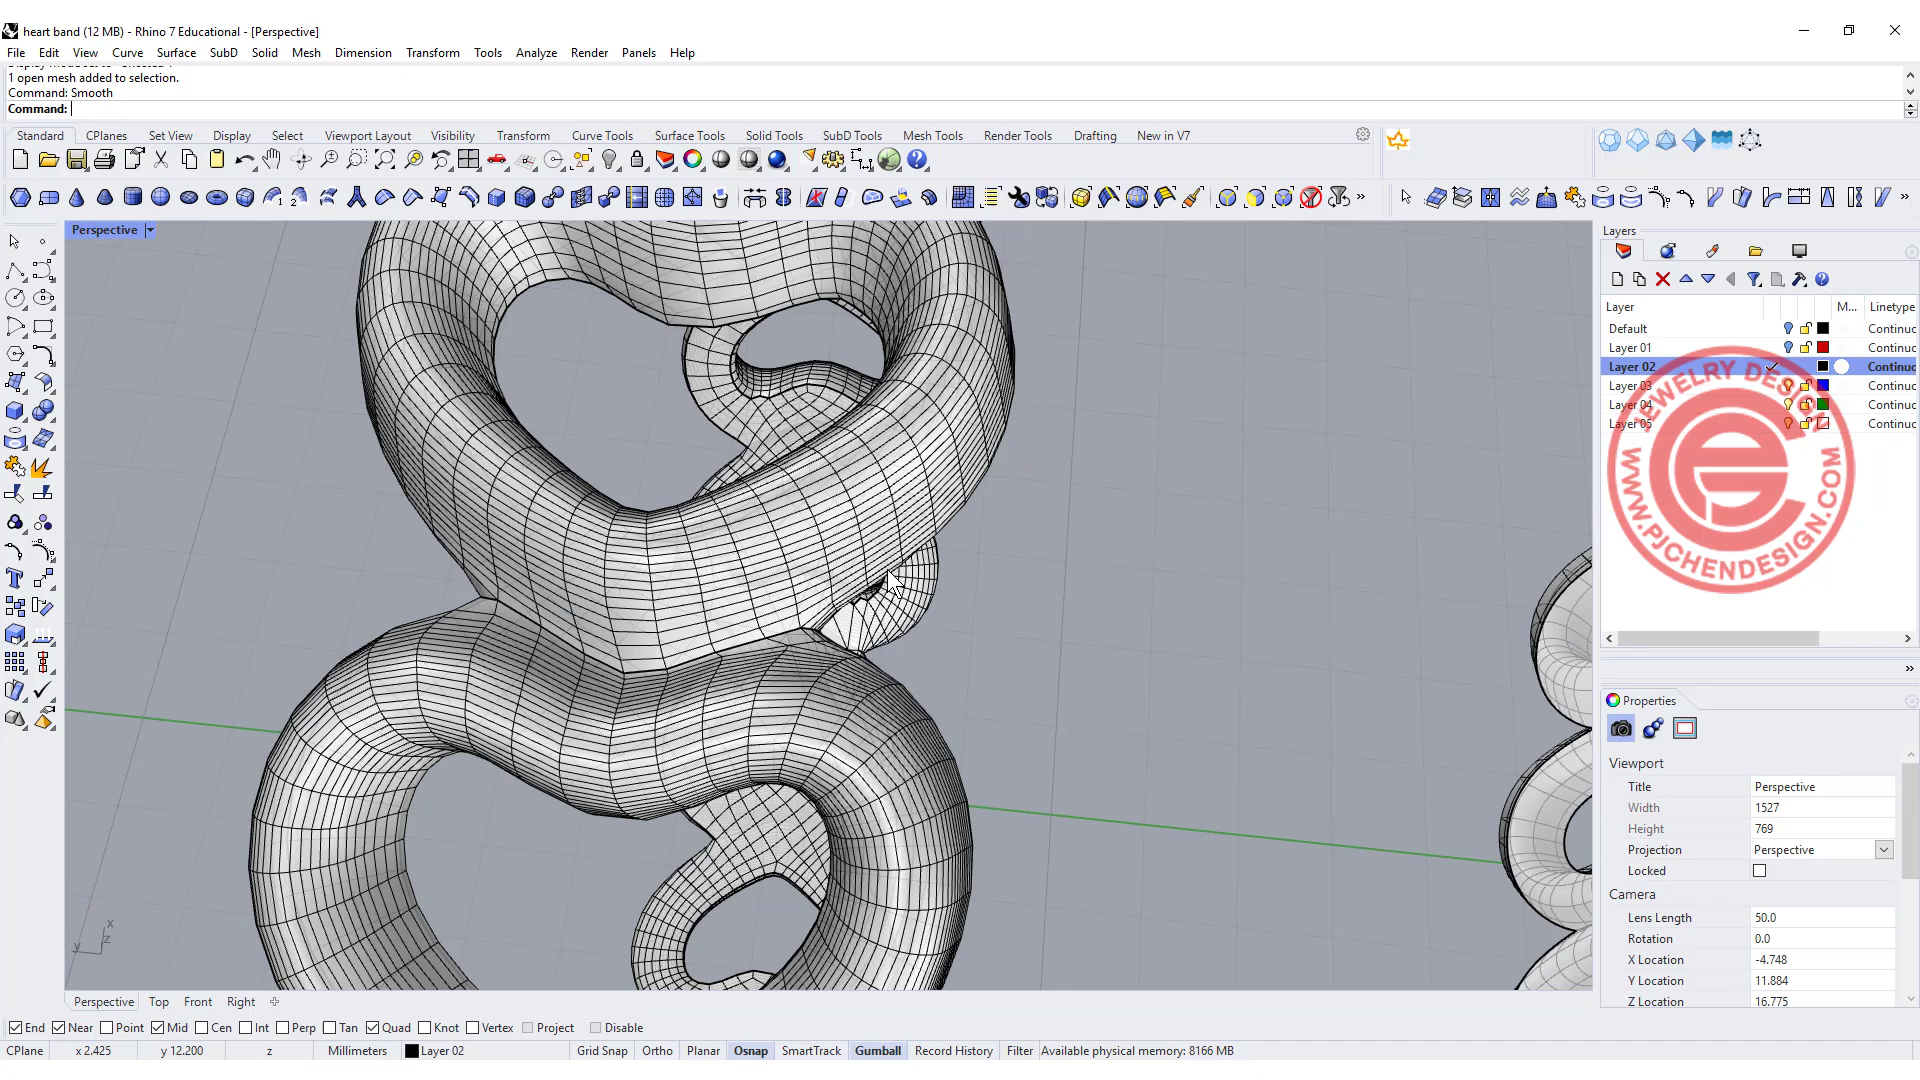 heart band (12 MB) - Rhino 7 Educational - [Perspective]
File Edit View Curve Surface SubD Solid Mesh Dimension Transform Tools Analyze Render Panels Help
1 open mesh added to selection.
Command: Smooth
Command:
Standard CPlanes Set View Display Select Viewport Layout Visibility Transform Curve Tools Surface Tools Solid Tools SubD Tools Mesh Tools Render Tools Drafting New in V7
Perspective
Layers
Layer M... Linetype
Default Continuc
Layer 01 Continuc
Layer 02 Continuc
Layer 03 Continuc
Layer 04 Continuc
Layer 05 Continuc
JEWELRY DESIGN
WWW.PJCHENDESIGN.COM
Properties
Viewport
Title Perspective
Width 1527
Height 769
Projection Perspective
Locked
Camera
Lens Length 50.0
Rotation 0.0
X Location -4.748
Y Location 11.884
Z Location 16.775
x
y z
Perspective Top Front Right
End Near Point Mid Cen Int Perp Tan Quad Knot Vertex Project Disable
CPlane x 2.425 y 12.200 z Millimeters Layer 02 Grid Snap Ortho Planar Osnap SmartTrack Gumball Record History Filter Available physical memory: 8166 MB